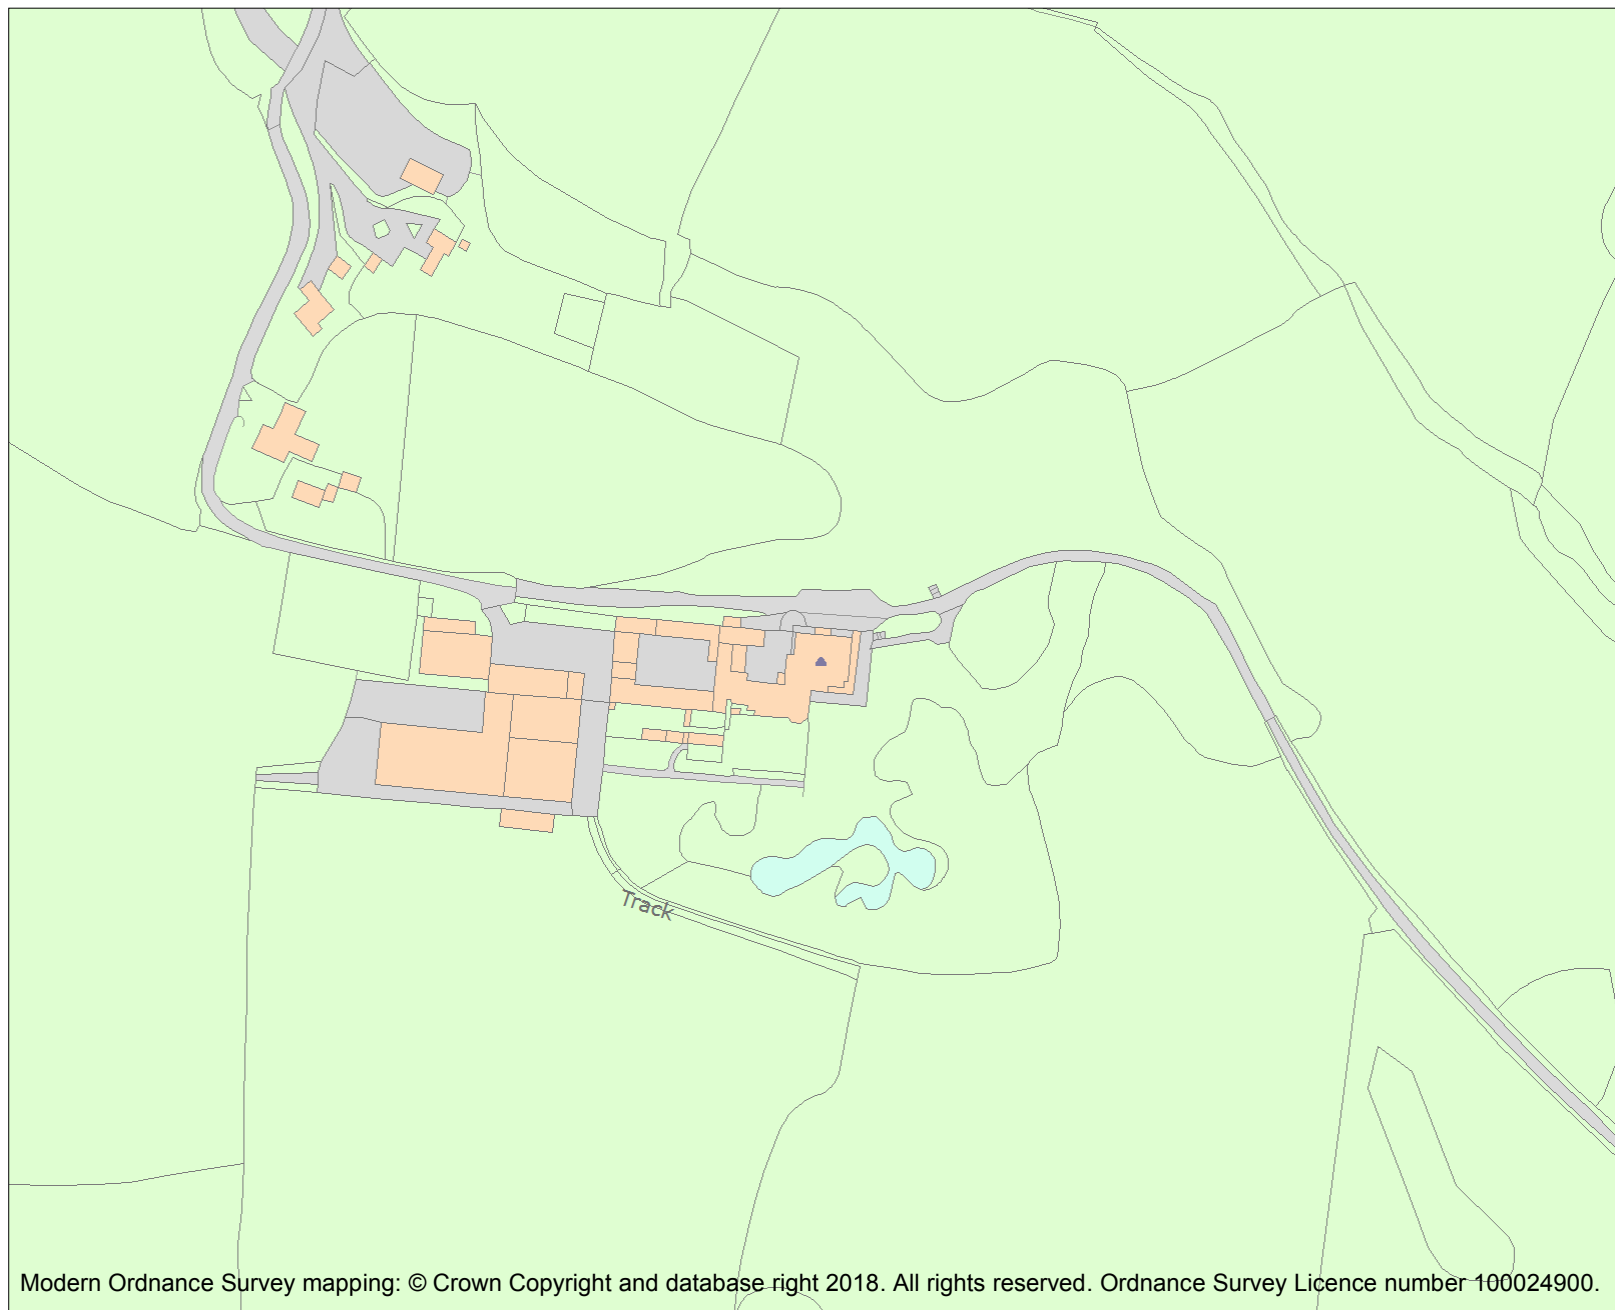 Track
Modern Ordnance Survey mapping: © Crown Copyright and database right 2018. All rights reserved. Ordnance Survey Licence number 100024900.